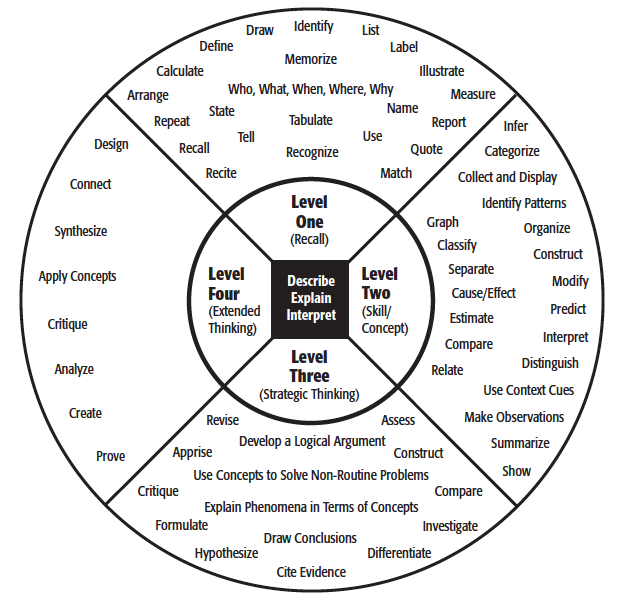 Draw
Identify
List
Define
Label
Memorize
Calculate
Illustrate
Arrange
Who, What, When, Where, Why
Measure
State
Name
Repeat
Tabulate
Report
Tell
Use
Recall
Recognize
Quote
Recite
Match
Level
One
(Recall)
Infer
Categorize
Collect and Display
Identify Patterns
Graph
Organize
Classify
Construct
Separate
Modify
Cause/Effect
Predict
Estimate
Interpret
Compare
Distinguish
Relate
Use Context Cues
Make Observations
Summarize
Show
Level
Two
(Skill/
Concept)
Describe
Explain
Interpret
Level
Three
(Strategic Thinking)
Revise
Assess
Develop a Logical Argument
Apprise
Construct
Use Concepts to Solve Non-Routine Problems
Critique
Compare
Explain Phenomena in Terms of Concepts
Formulate
Investigate
Draw Conclusions
Hypothesize
Differentiate
Cite Evidence
Level
Four
(Extended
Thinking)
Design
Connect
Synthesize
Apply Concepts
Critique
Analyze
Create
Prove